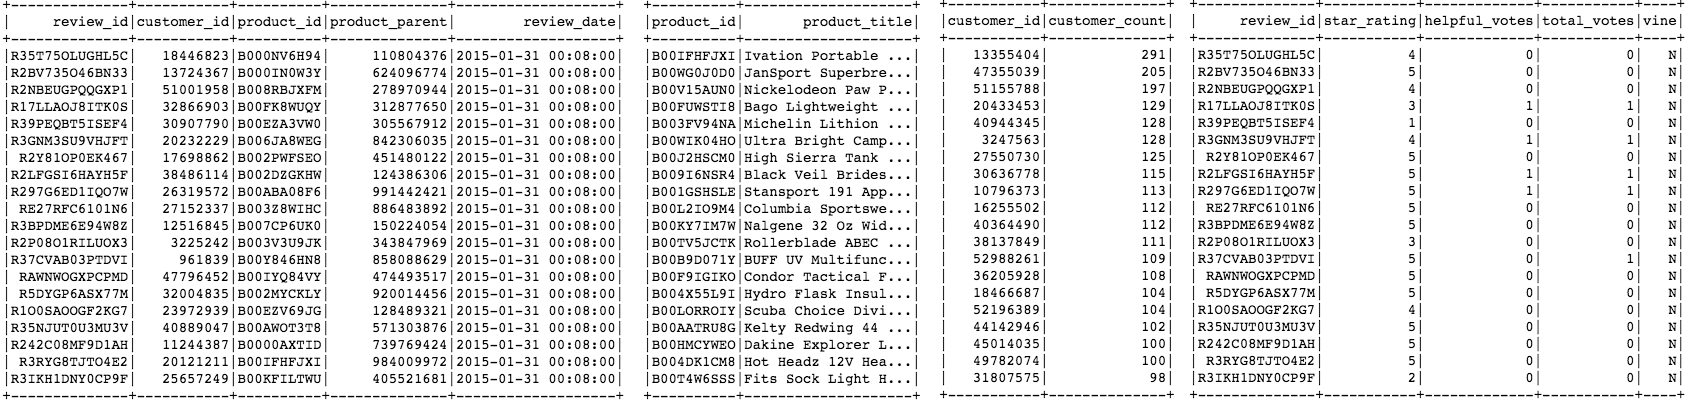 review_id|customer_id|product_id|product_parent|review_date|
R35T75OLUGHL5C|18446823|B000NV6H94|110804376|2015-01-31 00:08:00|
R2BV735O46BN33|13724367|B000IN0W3Y|624096774|2015-01-31 00:08:00|
R2NBEUGPQQGXP1|51001958|B008RBJXFM|278970944|2015-01-31 00:08:00|
R17LLAOJ8ITK0S|32866903|B00FK8WUQY|312877650|2015-01-31 00:08:00|
R39PEQBT5ISEF4|30907790|B00EZA3VW0|305567912|2015-01-31 00:08:00|
R3GNM3SU9VHJFT|20232229|B006JA8WEG|842306035|2015-01-31 00:08:00|
R2Y81OP0EK467|17698862|B002PWFSEO|451480122|2015-01-31 00:08:00|
R2LFGSI6HAYH5F|38486114|B002DZGKHW|124386306|2015-01-31 00:08:00|
R297G6ED1IQO7W|26319572|B00ABA08F6|991442421|2015-01-31 00:08:00|
RE27RFC6101N6|27152337|B003Z8WIHC|886483892|2015-01-31 00:08:00|
R3BPDME6E94W8Z|12516845|B007CP6UK0|150224054|2015-01-31 00:08:00|
R2P08O1RILUOX3|3225242|B003V3U9JK|343847969|2015-01-31 00:08:00|
R37CVAB03PTDVI|961839|B00Y846HN8|858088629|2015-01-31 00:08:00|
RAWNWOGXPCPMD|47796452|B00IYQ84VY|474493517|2015-01-31 00:08:00|
R5DYGP6ASX77M|32004835|B002MYCKLY|920014456|2015-01-31 00:08:00|
R1O0SAOOGF2KG7|23972939|B00EZV69JG|128489321|2015-01-31 00:08:00|
R35NJUT0U3MU3V|40889047|B00AWOT3T8|571303876|2015-01-31 00:08:00|
R242C08MF9D1AH|11244387|B0000AXTID|739769424|2015-01-31 00:08:00|
R3RYG8TJTO4E2|20121211|B00IFHFJXI|984009972|2015-01-31 00:08:00|
R3IKH1DNY0CP9F|25657249|B00KFILTWU|405521681|2015-01-31 00:08:00|
product_id|product_title|
B00IFHFJXI|Ivation Portable ...|
B00WG0J0D0|JanSport Superbre...|
B00V15AUN0|Nickelodeon Paw P...|
B00FUWSTI8|Bago Lightweight ...|
B003FV94NA|Michelin Lithion ...|
B00WIK04HO|Ultra Bright Camp...|
B00J2HSCM0|High Sierra Tank ...|
B009I6NSR4|Black Veil Brides...|
B001GSHSLE|Stansport 191 App...|
B00L2IO9M4|Columbia Sportswe...|
B00KY7IM7W|Nalgene 32 Oz Wid...|
B00TV5JCTK|Rollerblade ABEC ...|
B00B9D071Y|BUFF UV Multifunc...|
B00F9IGIKO|Condor Tactical F...|
B004X55L9I|Hydro Flask Insul...|
B00LORROIY|Scuba Choice Divi...|
B00AATRU8G|Kelty Redwing 44 ...|
B00HMCYWEO|Dakine Explorer L...|
B004DK1CM8|Hot Headz 12V Hea...|
B00T4W6SSS|Fits Sock Light H...|
customer_id|customer_count|
13355404|291|
47355039|205|
51155788|197|
20433453|129|
40944345|128|
3247563|128|
27550730|125|
30636778|115|
10796373|113|
16255502|112|
40364490|112|
38137849|111|
52988261|109|
36205928|108|
18466687|104|
52196389|104|
44142946|102|
45014035|100|
49782074|100|
31807575|98|
review_id|star_rating|helpful_votes|total_votes|vine|
R35T75OLUGHL5C|4|0|0|N|
R2BV735O46BN33|5|0|0|N|
R2NBEUGPQQGXP1|4|0|0|N|
R17LLAOJ8ITK0S|3|1|1|N|
R39PEQBT5ISEF4|1|0|0|N|
R3GNM3SU9VHJFT|4|1|1|N|
R2Y81OP0EK467|5|0|0|N|
R2LFGSI6HAYH5F|5|1|1|N|
R297G6ED1IQO7W|5|1|1|N|
RE27RFC6101N6|5|0|0|N|
R3BPDME6E94W8Z|5|0|0|N|
R2P08O1RILUOX3|3|0|0|N|
R37CVAB03PTDVI|5|0|1|N|
RAWNWOGXPCPMD|5|0|0|N|
R5DYGP6ASX77M|5|0|0|N|
R1O0SAOOGF2KG7|4|0|0|N|
R35NJUT0U3MU3V|5|0|0|N|
R242C08MF9D1AH|5|0|0|N|
R3RYG8TJTO4E2|5|0|0|N|
R3IKH1DNY0CP9F|2|0|0|N|